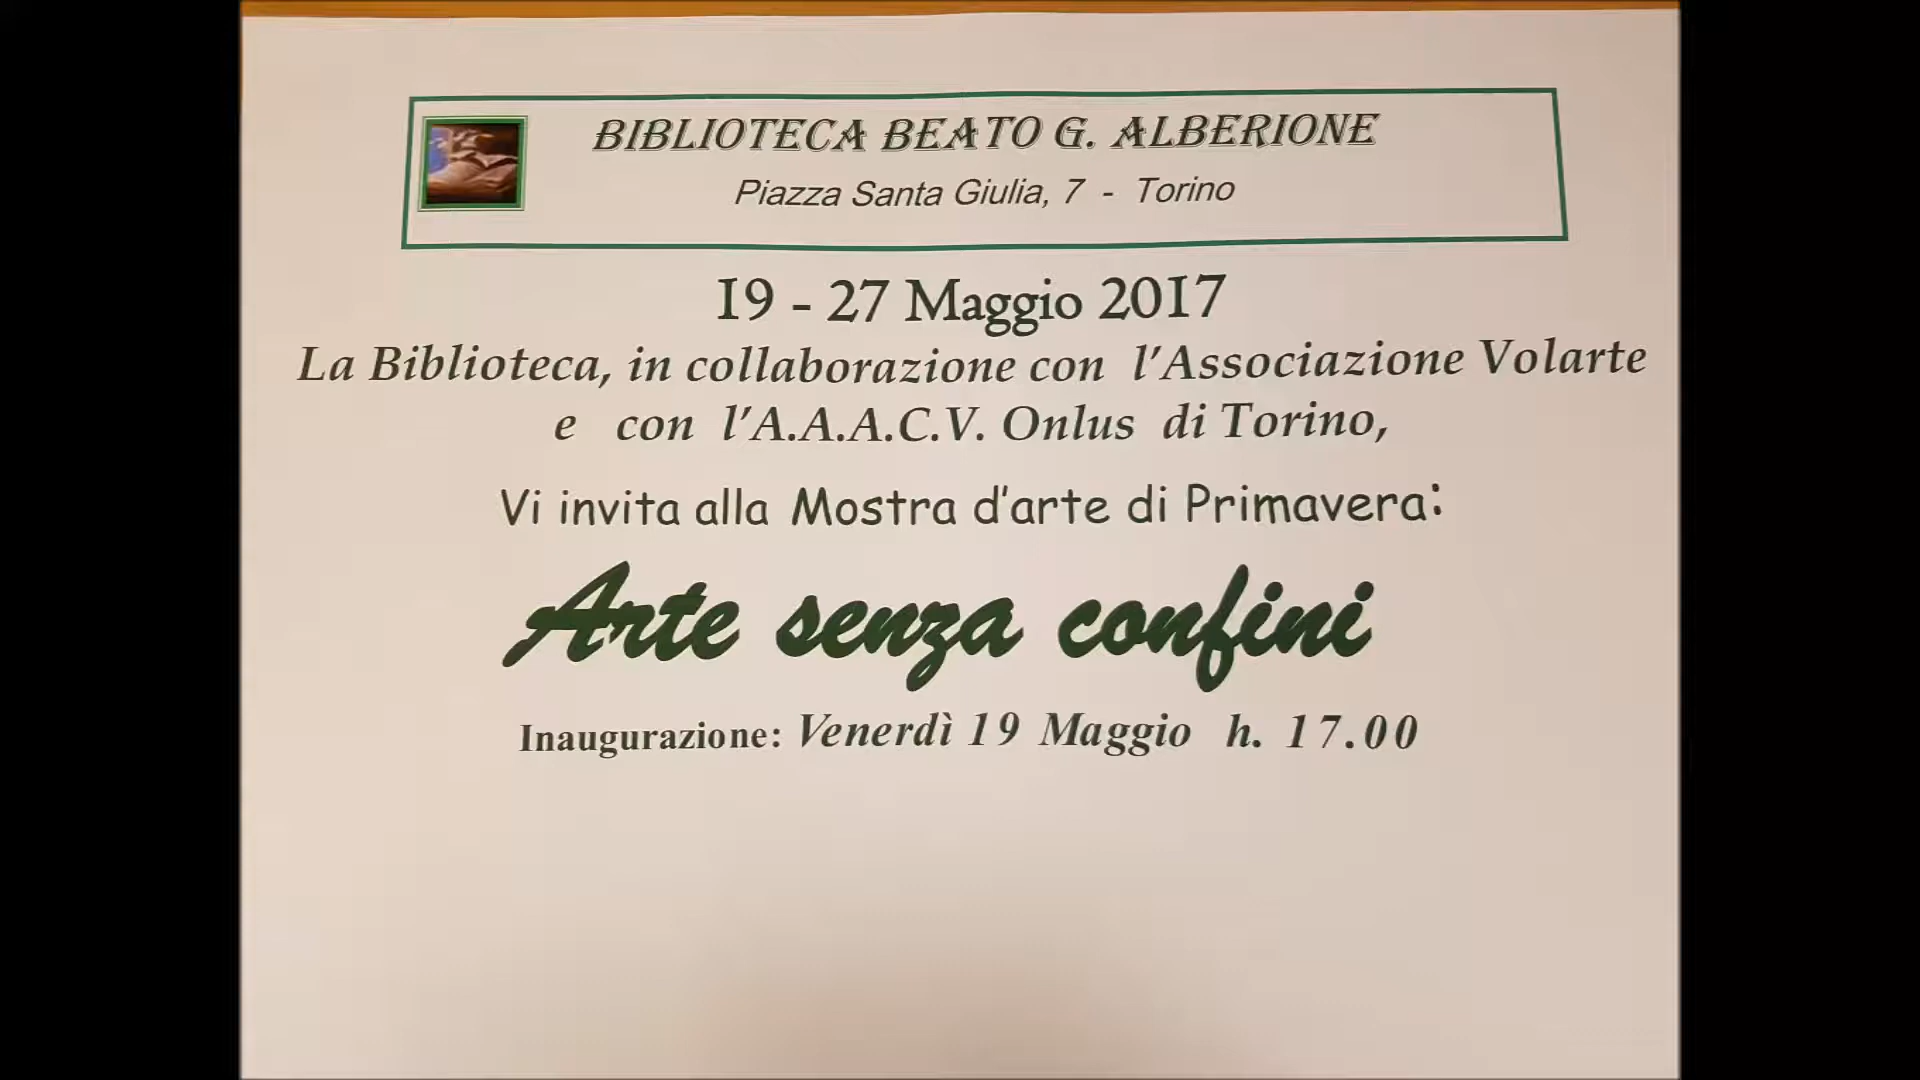 BIBLIOTECA BEATO G. ALBERIONE
Piazza Santa Giulia, 7 - Torino
19 - 27 Maggio 2017
La Biblioteca, in collaborazione con l'Associazione Volarte
e con l'A.A.A.C.V. Onlus di Torino,
Vi invita alla Mostra d'arte di Primavera:
Arte senza confini
Inaugurazione: Venerdì 19 Maggio h. 17.00